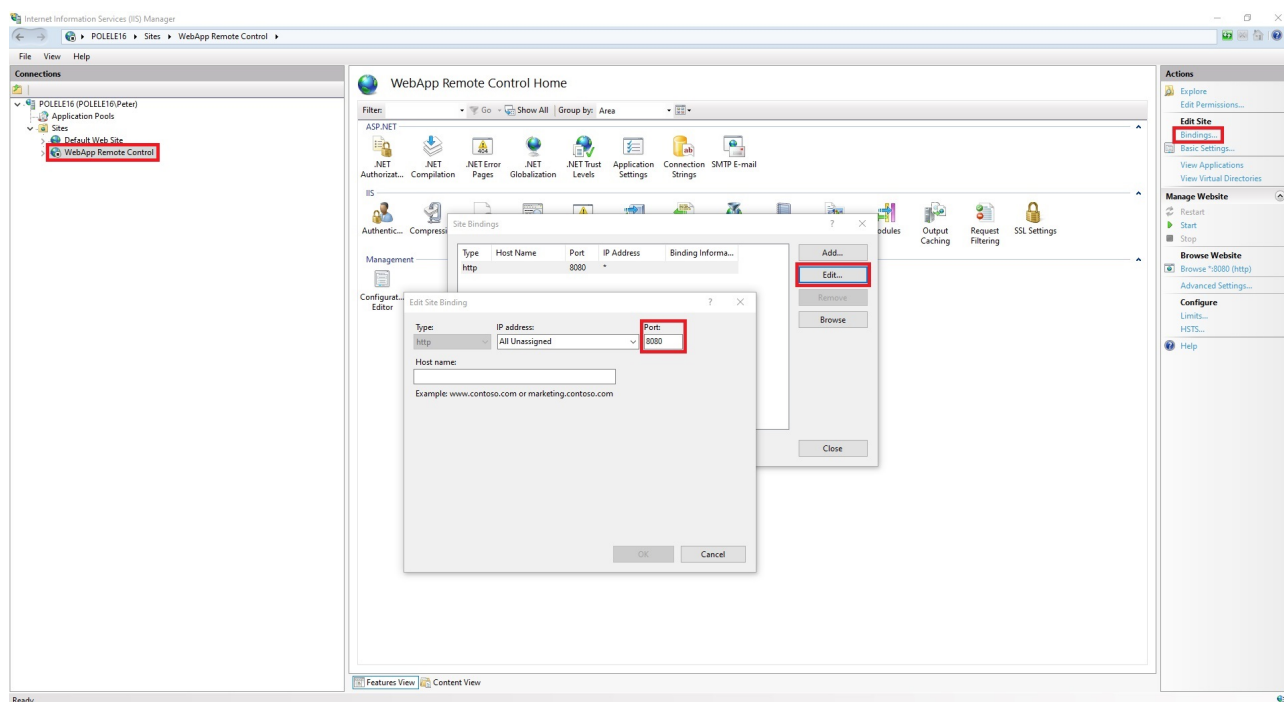 Internet Information Services (IIS) Manager
POLELE16 Sites WebApp Remote Control
File View Help
Connections
POLELE16 (POLELE16\Peter)
Application Pools
Sites
Default Web Site
WebApp Remote Control
WebApp Remote Control Home
Filter: Go Show All Group by: Area
ASP.NET
.NET Authorizat...
.NET Compilation
.NET Error Pages
.NET Globalization
.NET Trust Levels
Application Settings
Connection Strings
SMTP E-mail
IIS
Authentic...
Output Caching
Request Filtering
SSL Settings
Management
Configurat... Editor
Site Bindings
Type Host Name Port IP Address Binding Informa...
http 8080 *
Add...
Edit...
Remove
Browse
Close
Edit Site Binding
Type: IP address: Port:
http All Unassigned 8080
Host name:
Example: www.contoso.com or marketing.contoso.com
OK Cancel
Features View Content View
Ready
Actions
Explore
Edit Permissions...
Edit Site
Bindings...
Basic Settings...
View Applications
View Virtual Directories
Manage Website
Restart
Start
Stop
Browse Website
Browse *:8080 (http)
Advanced Settings...
Configure
Limits...
HSTS...
Help